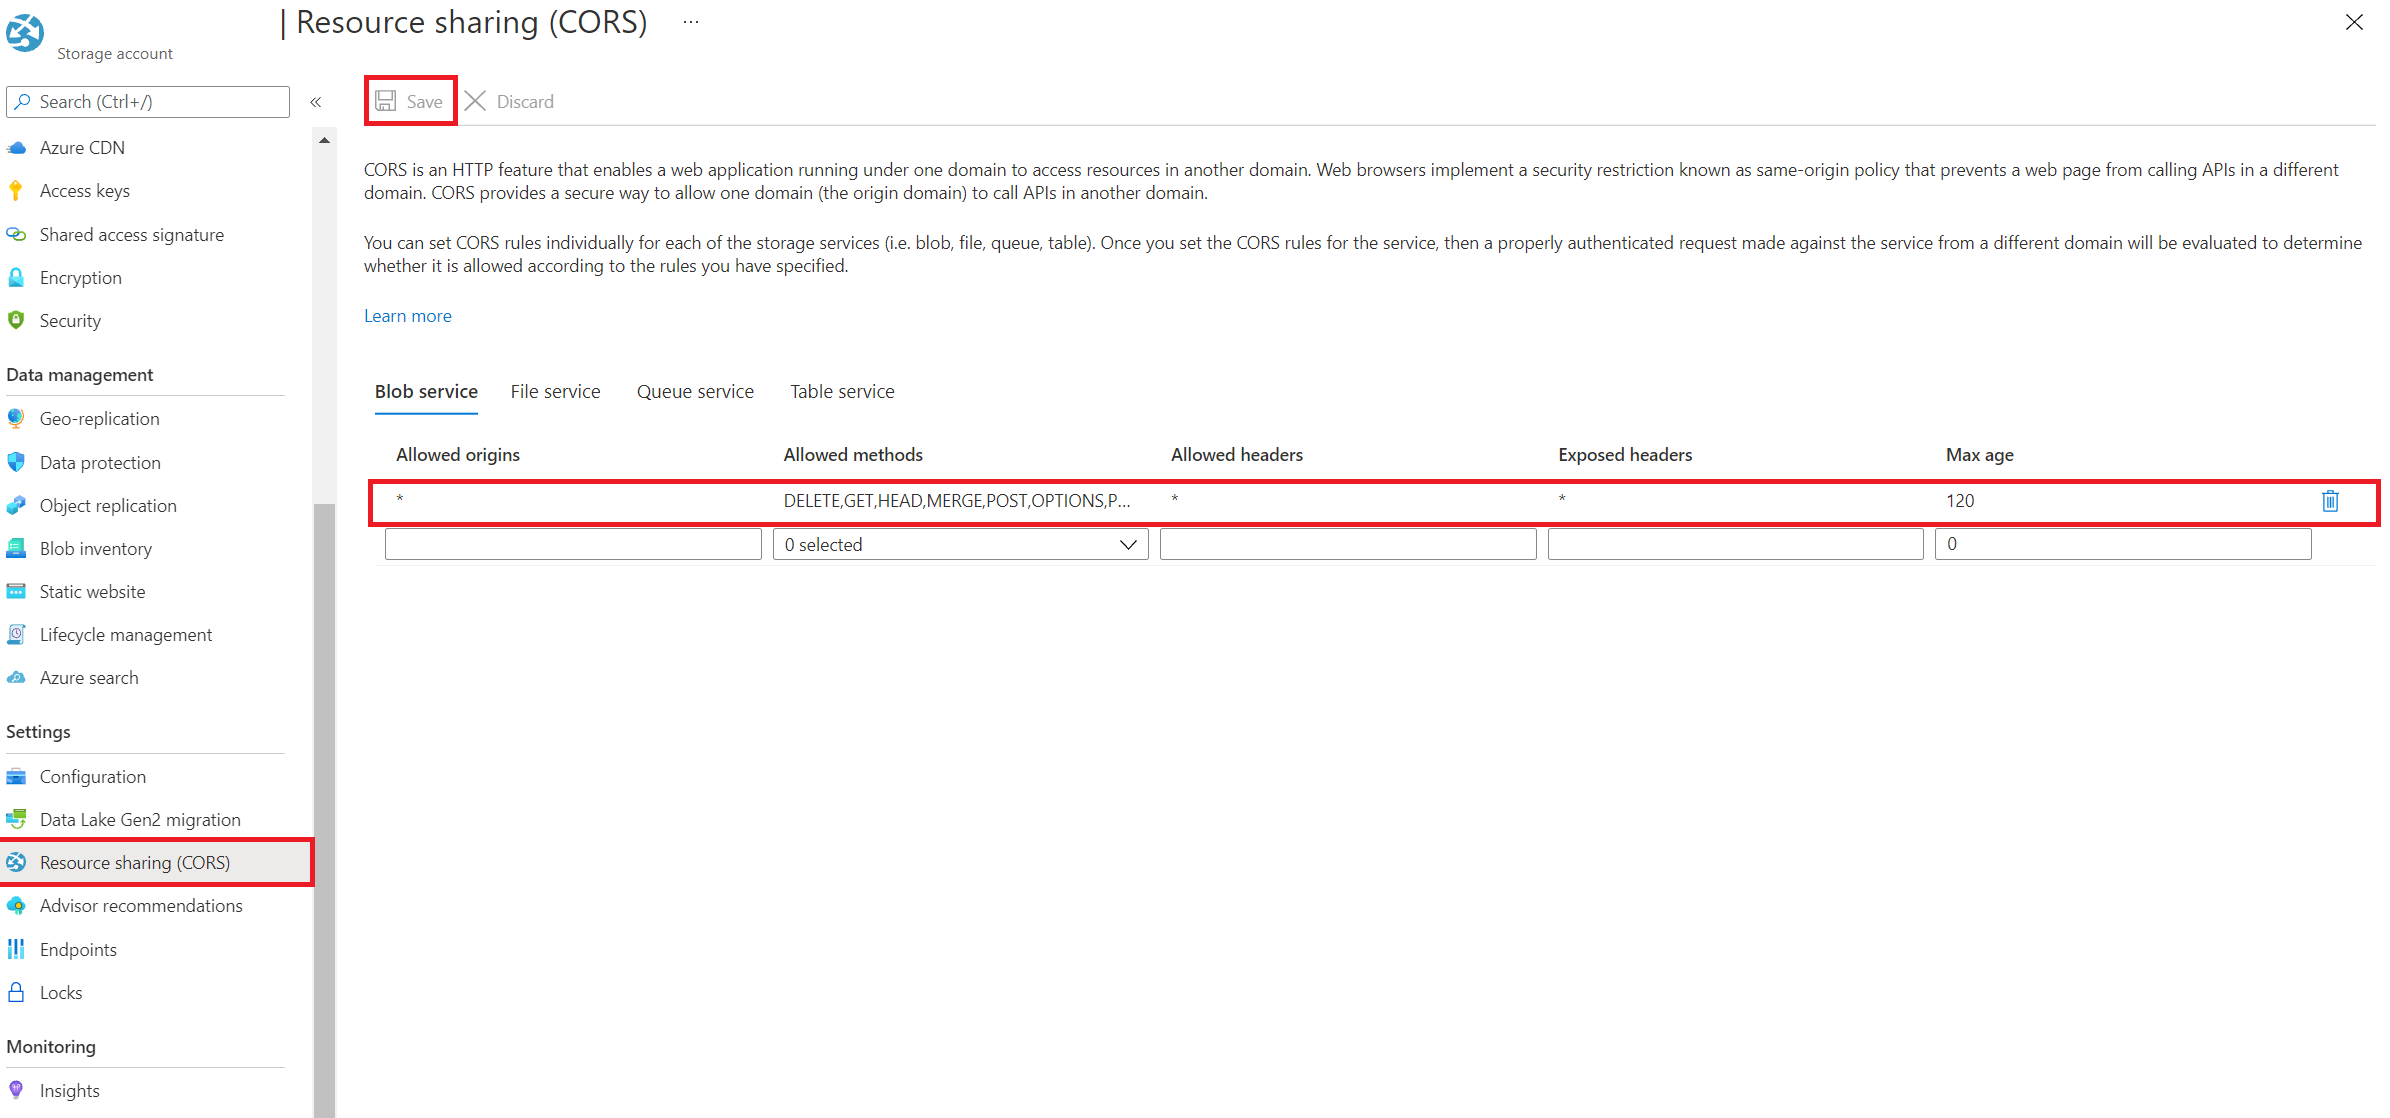 | Resource sharing (CORS) ...
Storage account
Search (Ctrl+/)
«
Azure CDN
Access keys
Shared access signature
Encryption
Security
Data management
Geo-replication
Data protection
Object replication
Blob inventory
Static website
Lifecycle management
Azure search
Settings
Configuration
Data Lake Gen2 migration
Resource sharing (CORS)
Advisor recommendations
Endpoints
Locks
Monitoring
Insights
Save Discard
CORS is an HTTP feature that enables a web application running under one domain to access resources in another domain. Web browsers implement a security restriction known as same-origin policy that prevents a web page from calling APIs in a different
domain. CORS provides a secure way to allow one domain (the origin domain) to call APIs in another domain.
You can set CORS rules individually for each of the storage services (i.e. blob, file, queue, table). Once you set the CORS rules for the service, then a properly authenticated request made against the service from a different domain will be evaluated to determine
whether it is allowed according to the rules you have specified.
Learn more
Blob service File service Queue service Table service
Allowed origins Allowed methods Allowed headers Exposed headers Max age
* DELETE,GET,HEAD,MERGE,POST,OPTIONS,P... * * 120
0 selected 0